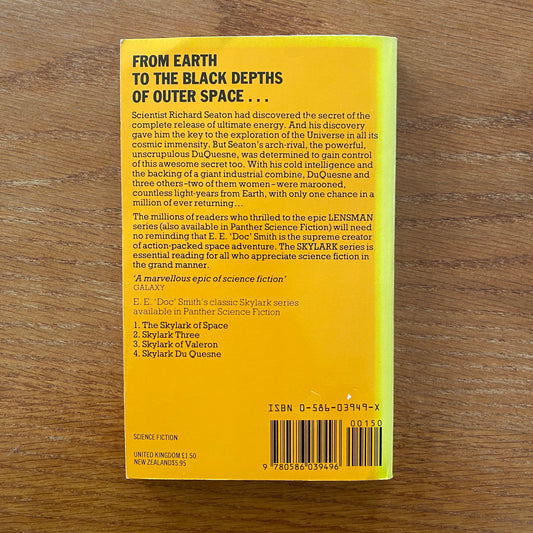 FROM EARTH
TO THE BLACK DEPTHS
OF OUTER SPACE . . .
Scientist Richard Seaton had discovered the secret of the
complete release of ultimate energy. And his discovery
gave him the key to the exploration of the Universe in all its
cosmic immensity. But Seaton's arch-rival, the powerful,
unscrupulous DuQuesne, was determined to gain control
of this awesome secret too. With his cold intelligence and
the backing of a giant industrial combine, DuQuesne and
three others–two of them women–were marooned,
countless light-years from Earth, with only one chance in a
million of ever returning...
The millions of readers who thrilled to the epic LENSMAN
series (also available in Panther Science Fiction) will need
no reminding that E. E. 'Doc' Smith is the supreme creator
of action-packed space adventure. The SKYLARK series is
essential reading for all who appreciate science fiction in
the grand manner.
'A marvellous epic of science fiction'
GALAXY
E. E. 'Doc' Smith's classic Skylark series
available in Panther Science Fiction
1. The Skylark of Space
2. Skylark Three
3. Skylark of Valeron
4. Skylark Du Quesne
ISBN 0-586-03949-X
00150
9 780586 039496
SCIENCE FICTION
UNITED KINGDOM £1.50
NEW ZEALAND $5.95